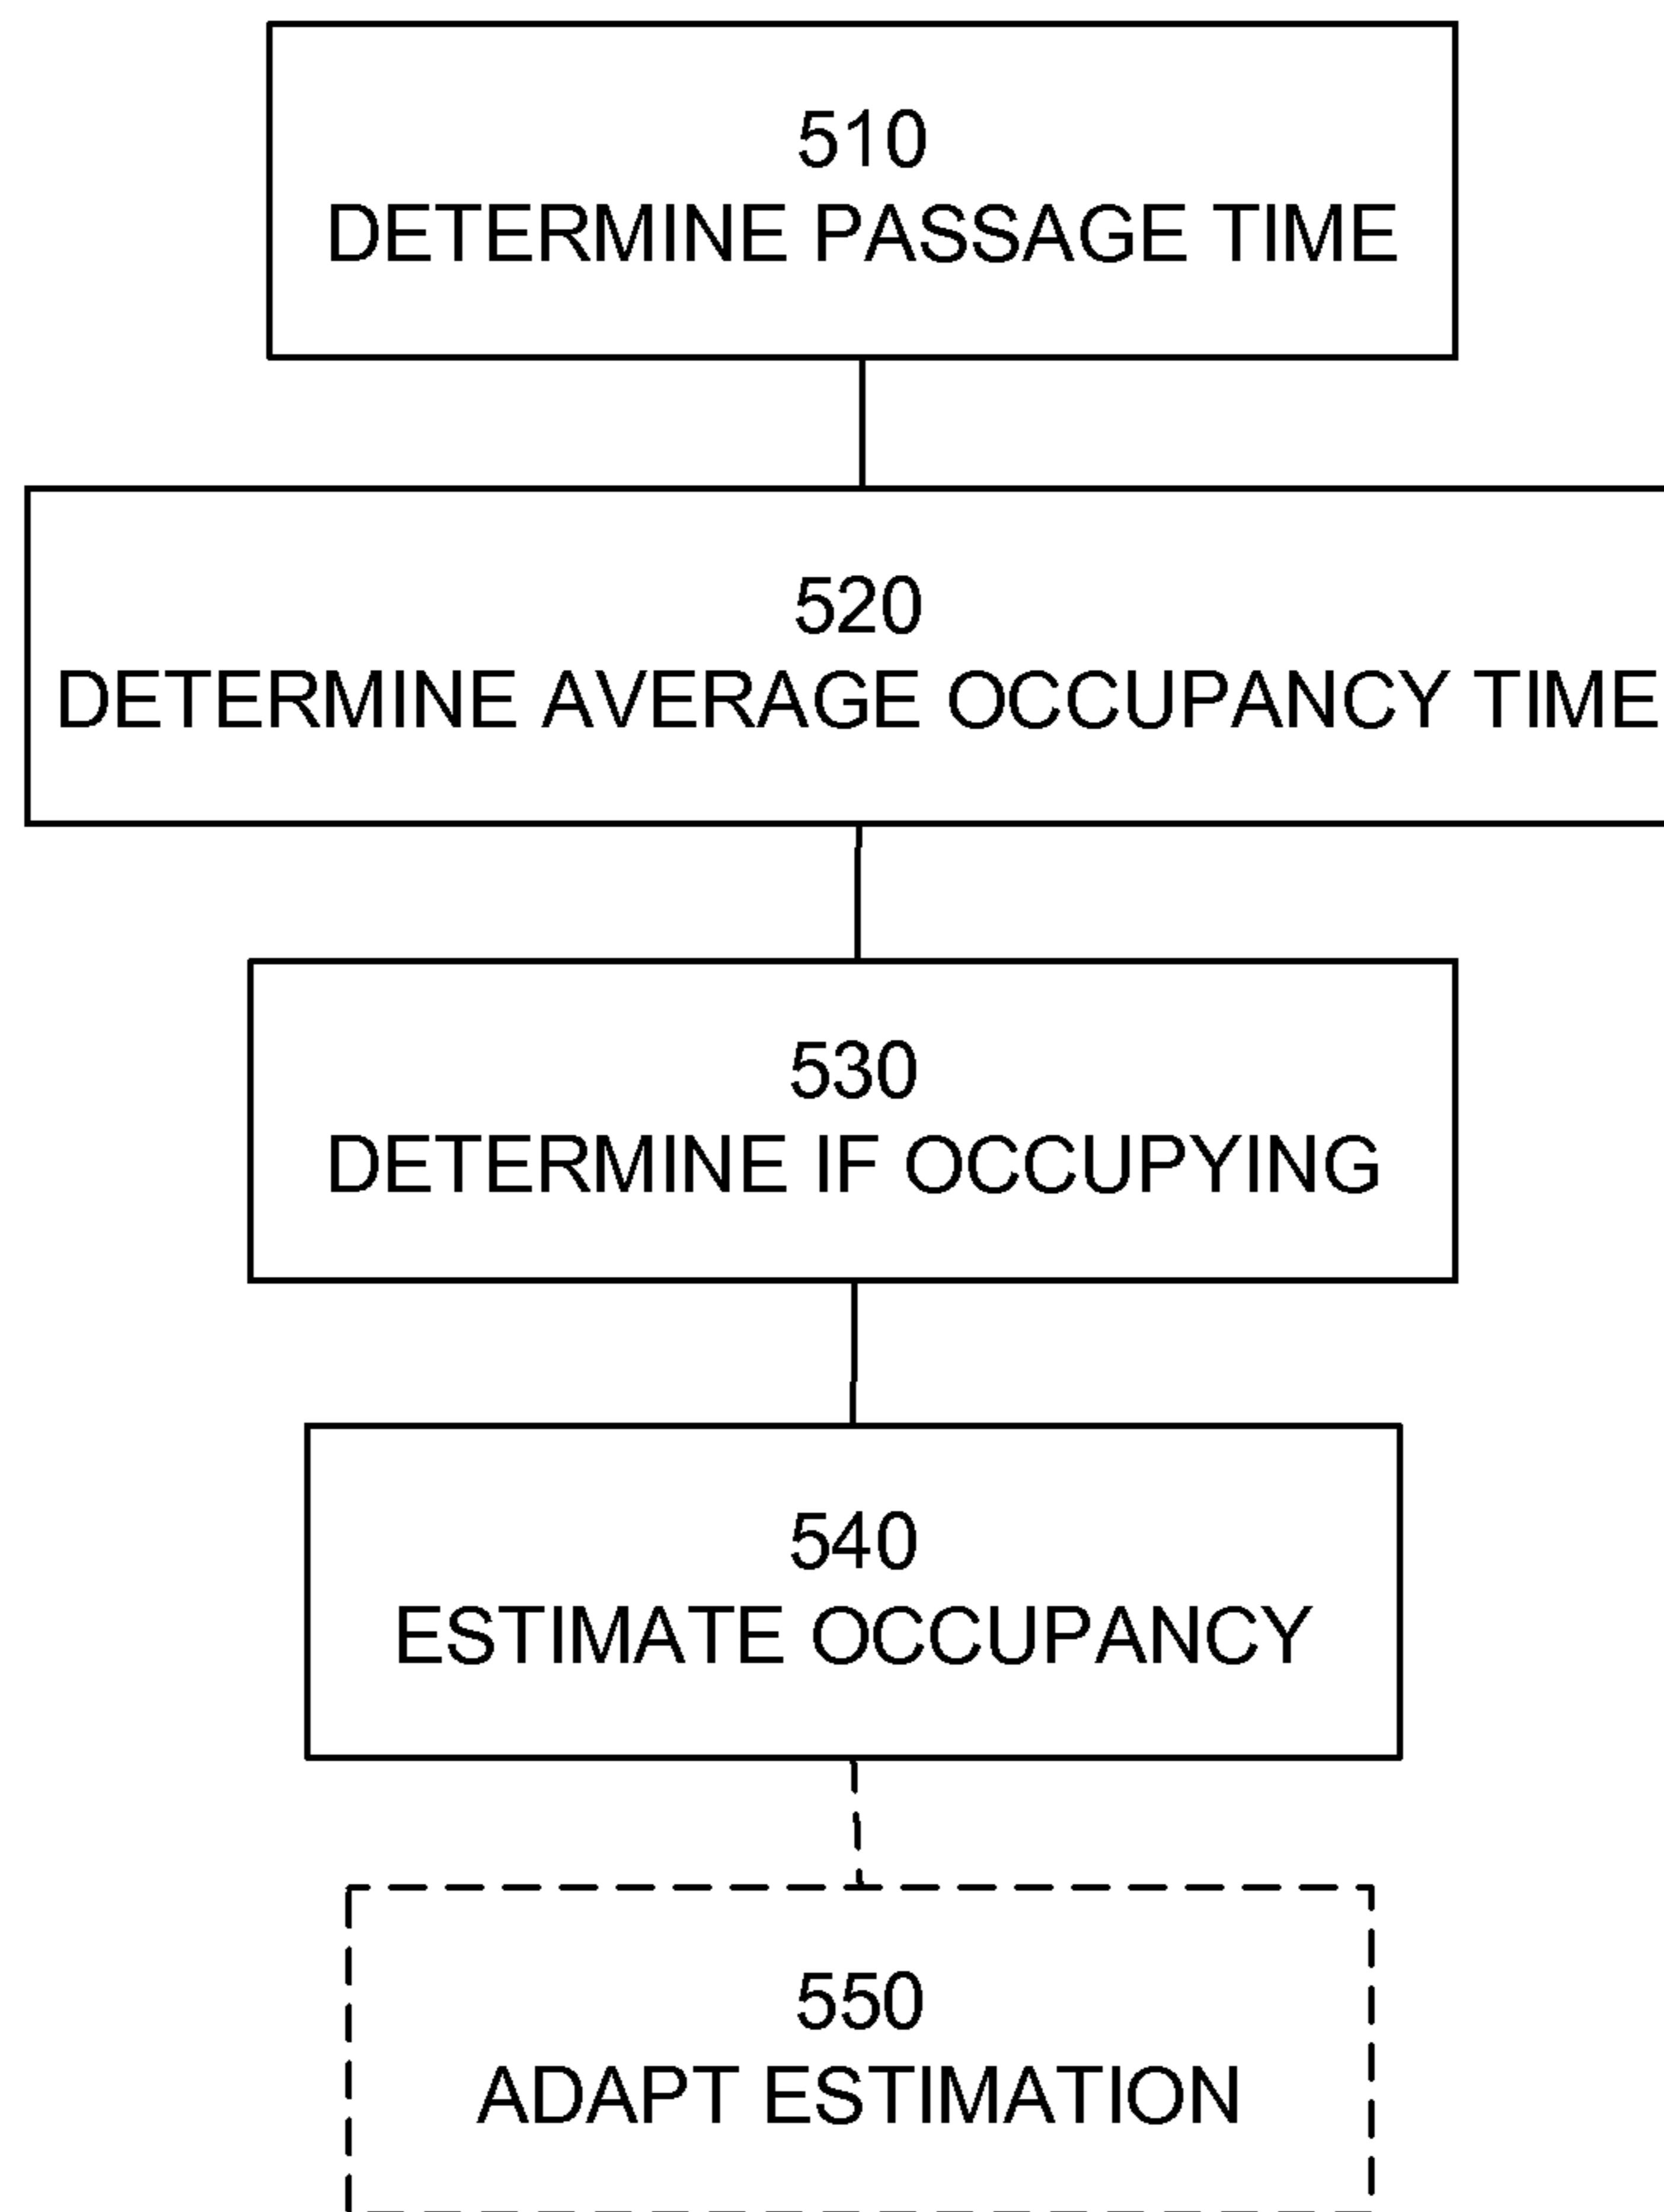 510
DETERMINE PASSAGE TIME
520
DETERMINE AVERAGE OCCUPANCY TIME
530
DETERMINE IF OCCUPYING
540
ESTIMATE OCCUPANCY
550
ADAPT ESTIMATION